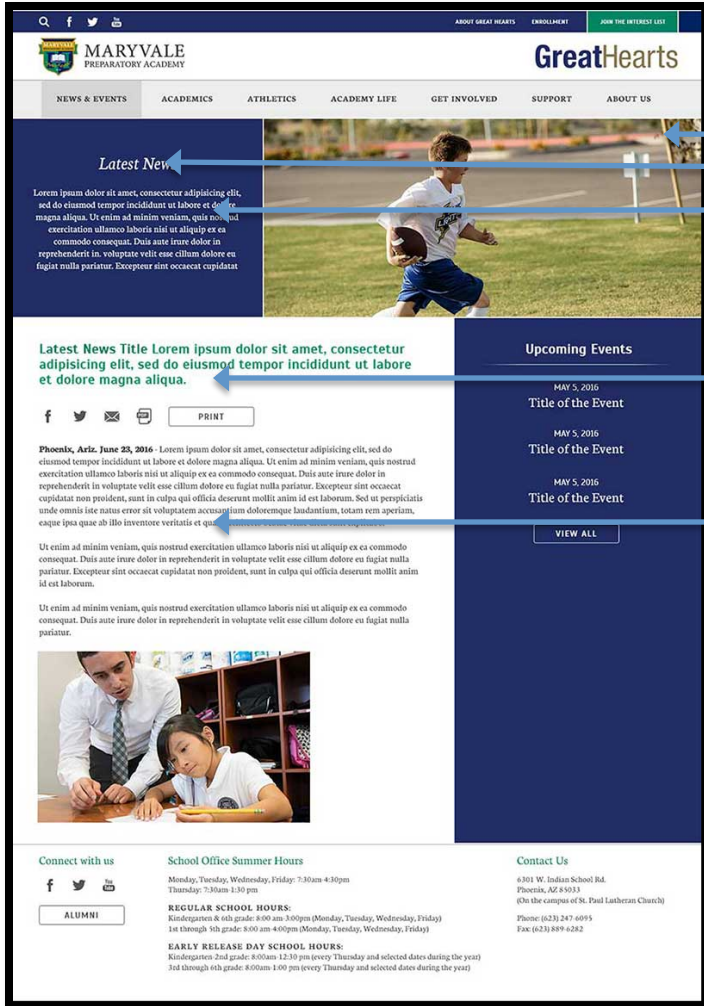 ABOUT GREAT HEARTS ENROLLMENT JOIN THE INTEREST LIST
MARYVALE
MARYVALE
PREPARATORY ACADEMY
GreatHearts
NEWS & EVENTS ACADEMICS ATHLETICS ACADEMY LIFE GET INVOLVED SUPPORT ABOUT US
Latest News
Lorem ipsum dolor sit amet, consectetur adipisicing elit,
sed do eiusmod tempor incididunt ut labore et dolore
magna aliqua. Ut enim ad minim veniam, quis nostrud
exercitation ullamco laboris nisi ut aliquip ex ea
commodo consequat. Duis aute irure dolor in
reprehenderit in. voluptate velit esse cillum dolore eu
fugiat nulla pariatur. Excepteur sint occaecat cupidatat
Latest News Title Lorem ipsum dolor sit amet, consectetur
adipisicing elit, sed do eiusmod tempor incididunt ut labore
et dolore magna aliqua.
PRINT
Phoenix, Ariz. June 23, 2016 - Lorem ipsum dolor sit amet, consectetur adipisicing elit, sed do
eiusmod tempor incididunt ut labore et dolore magna aliqua. Ut enim ad minim veniam, quis nostrud
exercitation ullamco laboris nisi ut aliquip ex ea commodo consequat. Duis aute irure dolor in
reprehenderit in voluptate velit esse cillum dolore eu fugiat nulla pariatur. Excepteur sint occaecat
cupidatat non proident, sunt in culpa qui officia deserunt mollit anim id est laborum. Sed ut perspiciatis
unde omnis iste natus error sit voluptatem accusantium doloremque laudantium, totam rem aperiam,
eaque ipsa quae ab illo inventore veritatis et
Ut enim ad minim veniam, quis nostrud exercitation ullamco laboris nisi ut aliquip ex ea commodo
consequat. Duis aute irure dolor in reprehenderit in voluptate velit esse cillum dolore eu fugiat nulla
pariatur. Excepteur sint occaecat cupidatat non proident, sunt in culpa qui officia deserunt mollit anim
id est laborum.
Ut enim ad minim veniam, quis nostrud exercitation ullamco laboris nisi ut aliquip ex ea commodo
consequat. Duis aute irure dolor in reprehenderit in voluptate velit esse cillum dolore eu fugiat nulla
pariatur.
Upcoming Events
MAY 5, 2016
Title of the Event
MAY 5, 2016
Title of the Event
MAY 5, 2016
Title of the Event
VIEW ALL
Connect with us
You
Tube
ALUMNI
School Office Summer Hours
Monday, Tuesday, Wednesday, Friday: 7:30am-4:30pm
Thursday: 7:30am-1:30 pm
REGULAR SCHOOL HOURS:
Kindergarten & 6th grade: 8:00 am-3:00pm (Monday, Tuesday, Wednesday, Friday)
1st through 5th grade: 8:00 am-4:00pm (Monday, Tuesday, Wednesday, Friday)
EARLY RELEASE DAY SCHOOL HOURS:
Kindergarten-2nd grade: 8:00am-12:30 pm (every Thursday and selected dates during the year)
3rd through 6th grade: 8:00am-1:00 pm (every Thursday and selected dates during the year)
Contact Us
6301 W. Indian School Rd.
Phoenix, AZ 85033
(On the campus of St. Paul Lutheran Church)
Phone: (623) 247-6095
Fax: (623) 889-6282